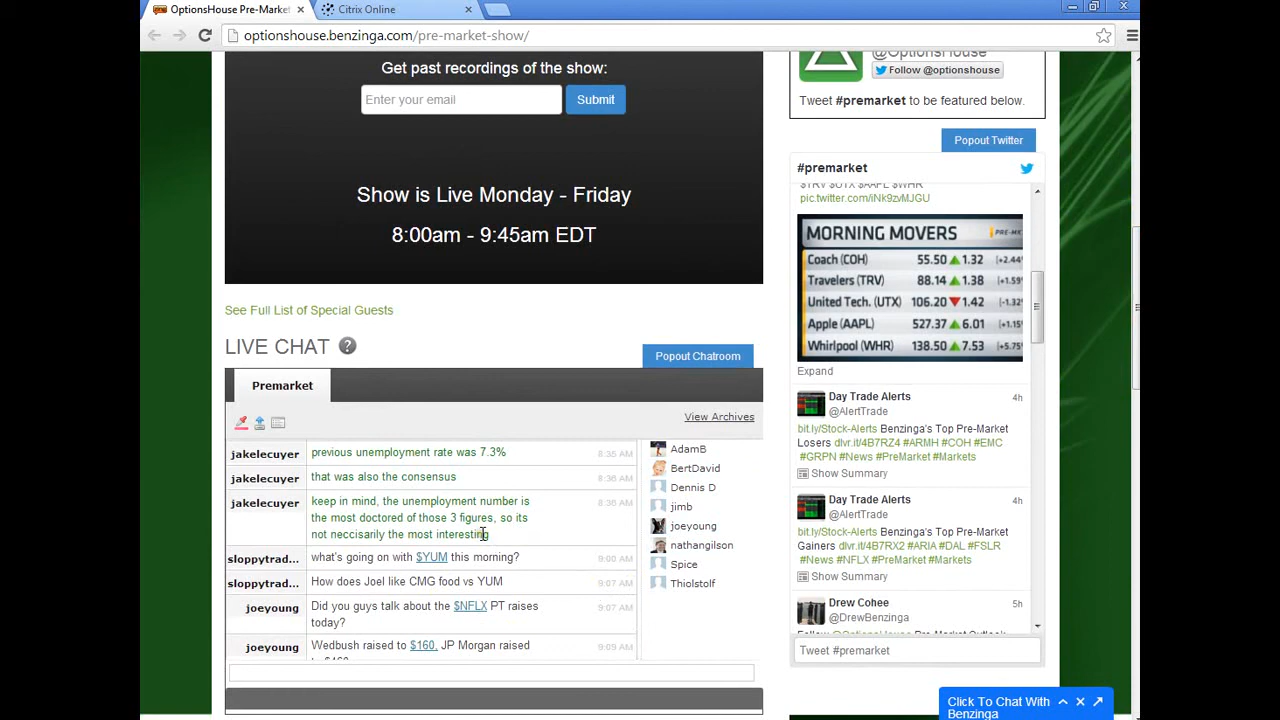 OptionsHouse Pre-Market
Citrix Online
optionshouse.benzinga.com/pre-market-show/
Get past recordings of the show:
Enter your email
Submit
Show is Live Monday - Friday
8:00am - 9:45am EDT
See Full List of Special Guests
LIVE CHAT ?
Popout Chatroom
Premarket
View Archives
jakelecuyer previous unemployment rate was 7.3% 8:35 AM
jakelecuyer that was also the consensus 8:36 AM
jakelecuyer keep in mind, the unemployment number is 8:36 AM
the most doctored of those 3 figures, so its
not neccisarily the most interesting
sloppytrad... what's going on with $YUM this morning? 9:00 AM
sloppytrad... How does Joel like CMG food vs YUM 9:07 AM
joeyoung Did you guys talk about the $NFLX PT raises 9:07 AM
today?
joeyoung Wedbush raised to $160, JP Morgan raised 9:09 AM
AdamB
BertDavid
Dennis D
jimb
joeyoung
nathangilson
Spice
Thiolstolf
@OptionsHouse
Follow @optionshouse
Tweet #premarket to be featured below.
Popout Twitter
#premarket
$TRV $UTX $AAPL $WHR
pic.twitter.com/iNk9zvMJGU
MORNING MOVERS
Coach (COH) 55.50 1.32
Travelers (TRV) 88.14 1.38
United Tech. (UTX) 106.20 1.42
Apple (AAPL) 527.37 6.01
Whirlpool (WHR) 138.50 7.53
Expand
Day Trade Alerts 4h
@AlertTrade
bit.ly/Stock-Alerts Benzinga's Top Pre-Market
Losers dlvr.it/4B7RZ4 #ARMH #COH #EMC
#GRPN #News #PreMarket #Markets
Show Summary
Day Trade Alerts 4h
@AlertTrade
bit.ly/Stock-Alerts Benzinga's Top Pre-Market
Gainers dlvr.it/4B7RX2 #ARIA #DAL #FSLR
#News #NFLX #PreMarket #Markets
Show Summary
Drew Cohee 5h
@DrewBenzinga
Follow @OptionsHouse Pre-Market Outlook
Tweet #premarket
Click To Chat With
Benzinga